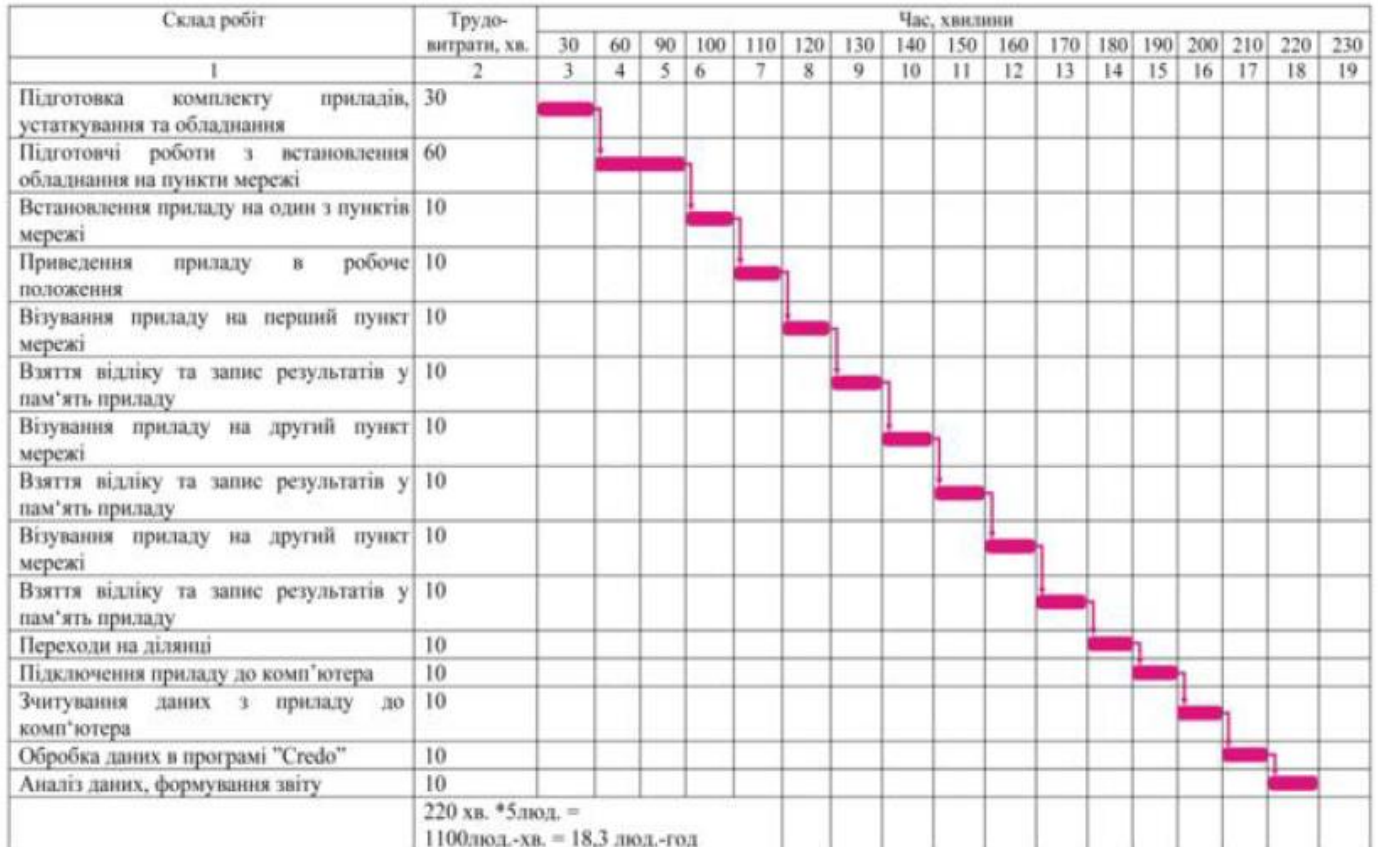 Склад робіт
Трудо-
витрати, хв.
Час, хвилини
30 60 90 100 110 120 130 140 150 160 170 180 190 200 210 220 230
1 2 3 4 5 6 7 8 9 10 11 12 13 14 15 16 17 18 19
Підготовка комплекту приладів, 30
устаткування та обладнання
Підготовчі роботи з встановлення 60
обладнання на пункти мережі
Встановлення приладу на один з пунктів 10
мережі
Приведення приладу в робоче 10
положення
Візування приладу на перший пункт 10
мережі
Взяття відліку та запис результатів у 10
пам‘ять приладу
Візування приладу на другий пункт 10
мережі
Взяття відліку та запис результатів у 10
пам‘ять приладу
Візування приладу на другий пункт 10
мережі
Взяття відліку та запис результатів у 10
пам‘ять приладу
Переходи на ділянці 10
Підключення приладу до комп’ютера 10
Зчитування даних з приладу до 10
комп‘ютера
Обробка даних в програмі ”Credo” 10
Аналіз даних, формування звіту 10
220 хв. *5люд. =
1100люд.-хв. = 18,3 люд.-год